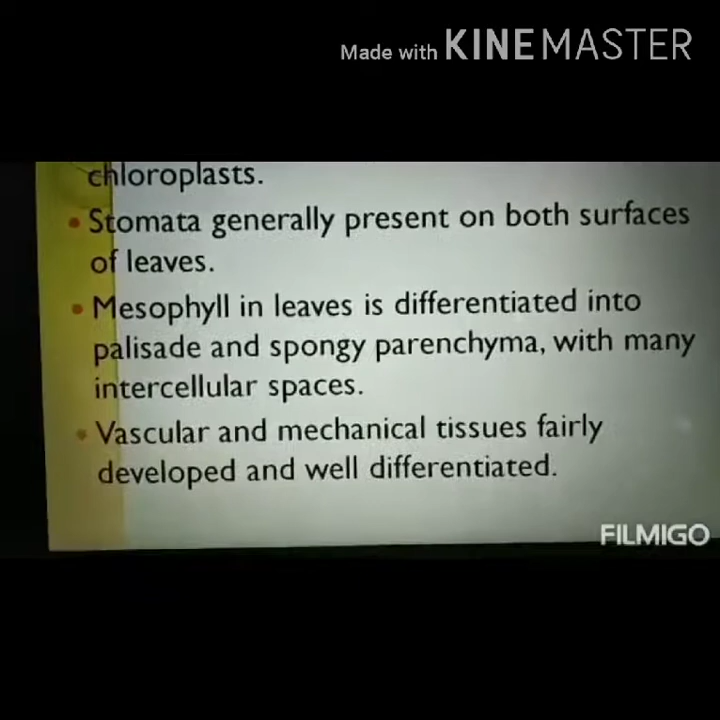 Made with KINEMASTER
chloroplasts.
• Stomata generally present on both surfaces
of leaves.
• Mesophyll in leaves is differentiated into
palisade and spongy parenchyma, with many
intercellular spaces.
• Vascular and mechanical tissues fairly
developed and well differentiated.
FILMIGO